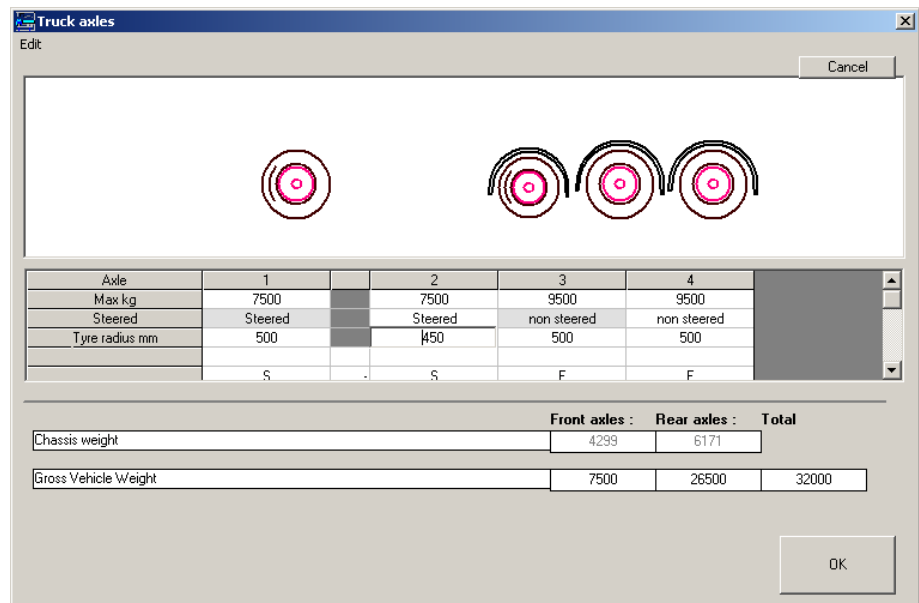 Truck axles
Edit
Cancel
Axle 1 2 3 4
Max kg 7500 7500 9500 9500
Steered Steered Steered non steered non steered
Tyre radius mm 500 450 500 500
S - S F F
Front axles : Rear axles : Total
Chassis weight 4299 6171
Gross Vehicle Weight 7500 26500 32000
OK